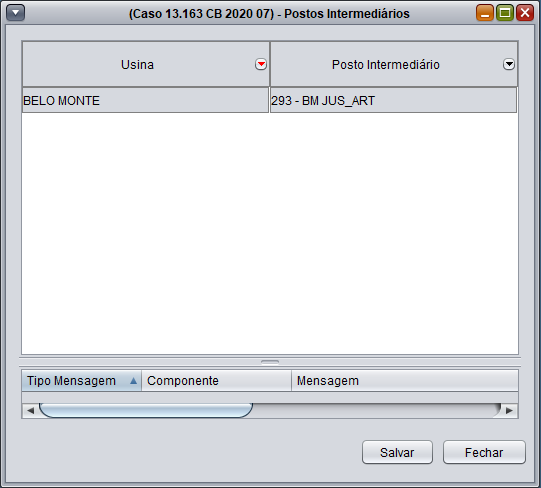 (Caso 13.163 CB 2020 07) - Postos Intermediários
Usina Posto Intermediário
BELO MONTE 293 - BM JUS_ART
Tipo Mensagem Componente Mensagem
Salvar Fechar